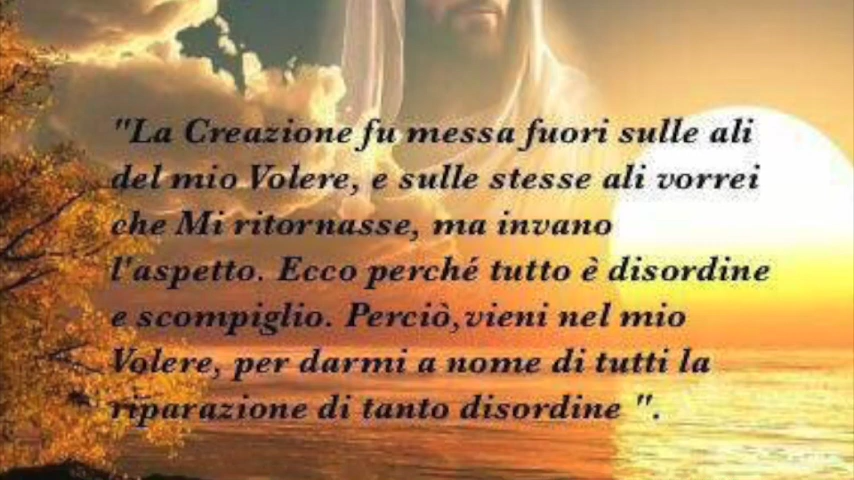 "La Creazione fu messa fuori sulle ali
del mio Volere, e sulle stesse ali vorrei
che Mi ritornasse, ma invano
l'aspetto. Ecco perché tutto è disordine
e scompiglio. Perciò,vieni nel mio
Volere, per darmi a nome di tutti la
riparazione di tanto disordine ".